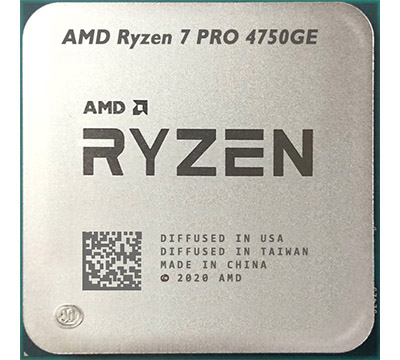 AMD Ryzen 7 PRO 4750GE
AMD
RYZEN
DIFFUSED IN USA
DIFFUSED IN TAIWAN
MADE IN CHINA
© 2020 AMD